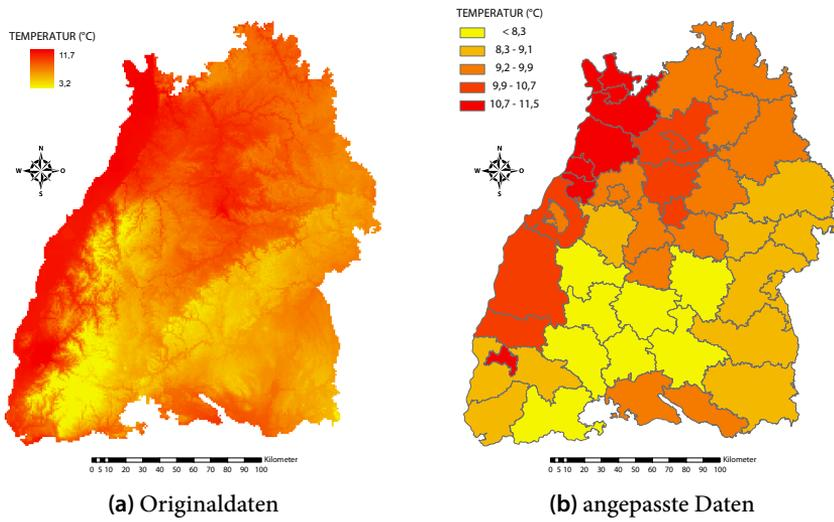 TEMPERATUR (°C)
11,7
3,2
N
W O
S
Kilometer
0 5 10 20 30 40 50 60 70 80 90 100
(a) Originaldaten
TEMPERATUR (°C)
< 8,3
8,3 - 9,1
9,2 - 9,9
9,9 - 10,7
10,7 - 11,5
N
W O
S
Kilometer
0 5 10 20 30 40 50 60 70 80 90 100
(b) angepasste Daten